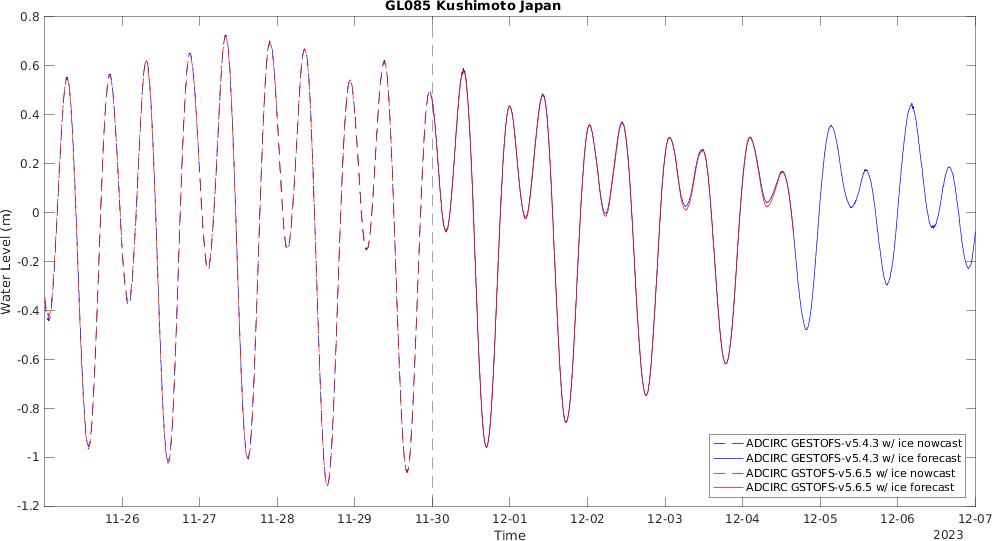 GL085 Kushimoto Japan
0.8
0.6
0.4
0.2
0
-0.2
-0.4
-0.6
-0.8
-1
-1.2
Water Level (m)
ADCIRC GESTOFS-v5.4.3 w/ ice nowcast
ADCIRC GESTOFS-v5.4.3 w/ ice forecast
ADCIRC GSTOFS-v5.6.5 w/ ice nowcast
ADCIRC GSTOFS-v5.6.5 w/ ice forecast
11-26 11-27 11-28 11-29 11-30 12-01 12-02 12-03 12-04 12-05 12-06 12-07
Time
2023